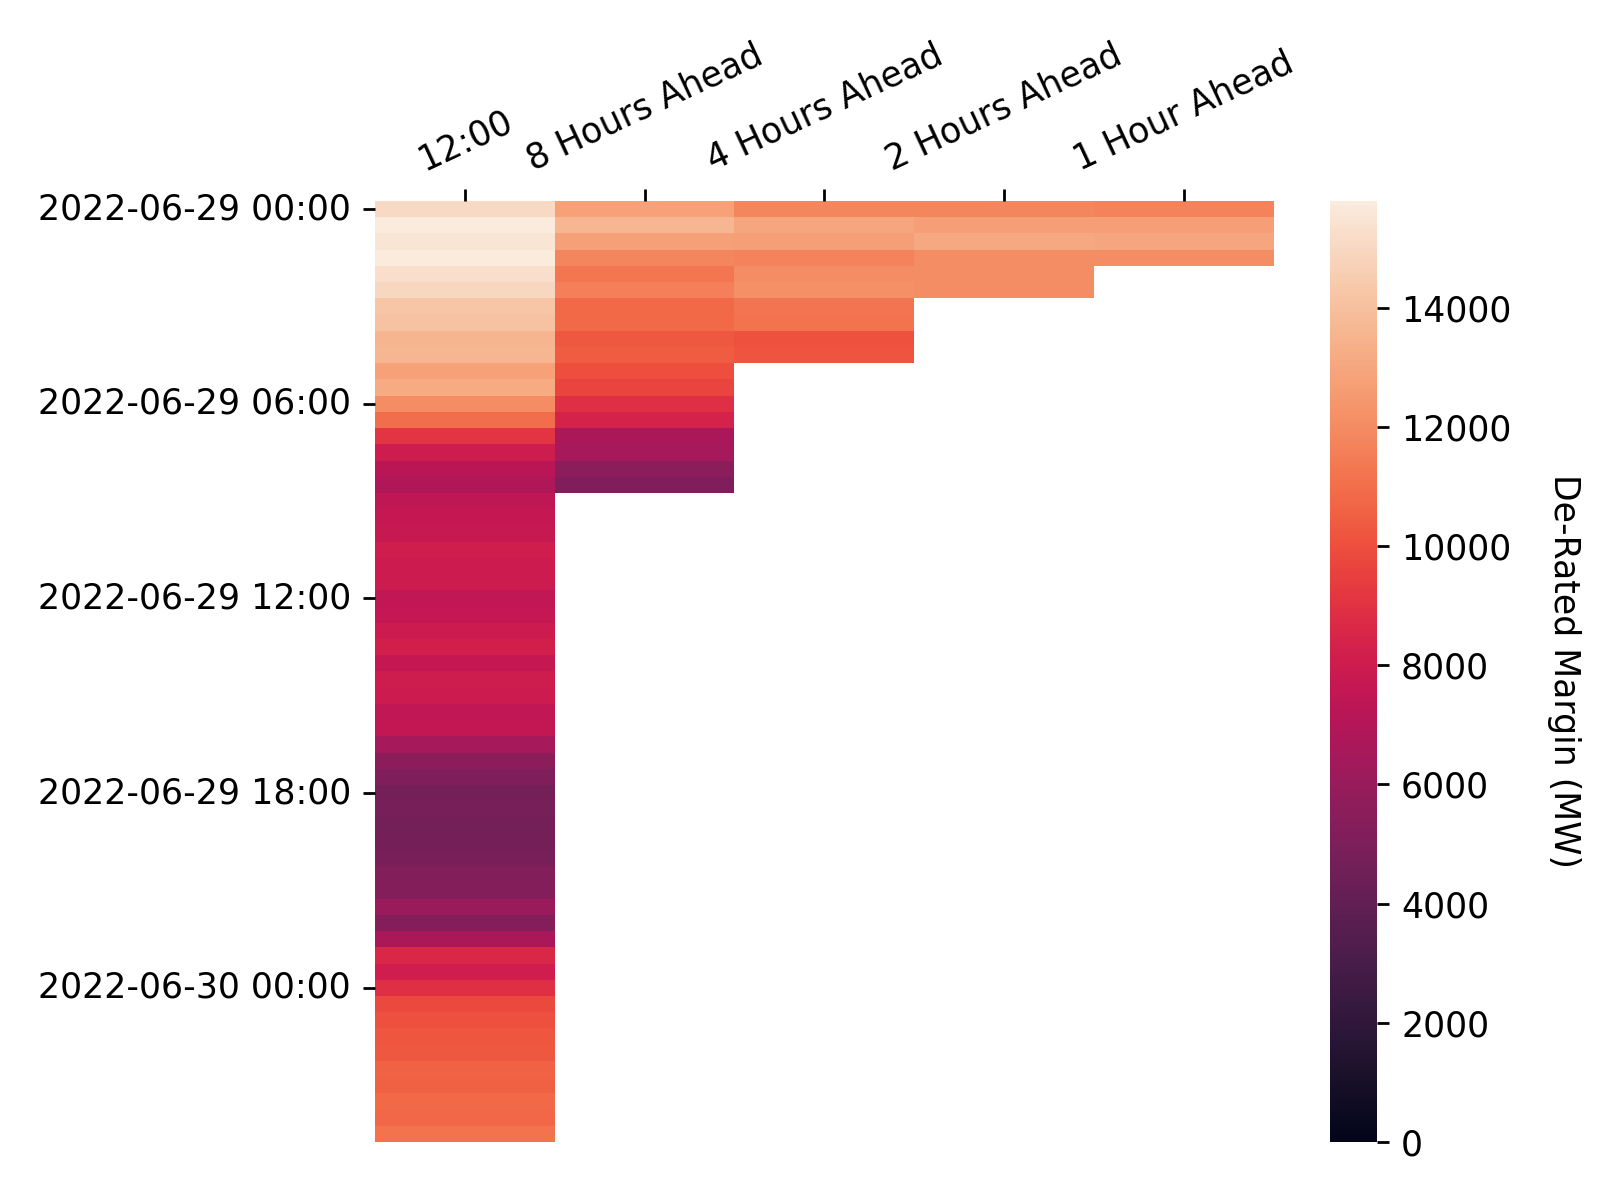 12:00
8 Hours Ahead
4 Hours Ahead
2 Hours Ahead
1 Hour Ahead
2022-06-29 00:00
2022-06-29 06:00
2022-06-29 12:00
2022-06-29 18:00
2022-06-30 00:00
14000
12000
10000
8000
6000
4000
2000
0
De-Rated Margin (MW)